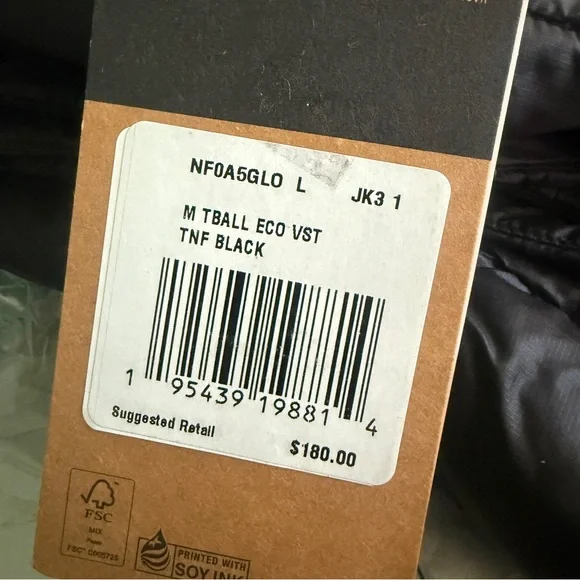 NF0A5GLO L JK3 1
M TBALL ECO VST
TNF BLACK
1 95439 19881 4
Suggested Retail
$180.00
FSC
MIX
PRINTED WITH
SOY INK